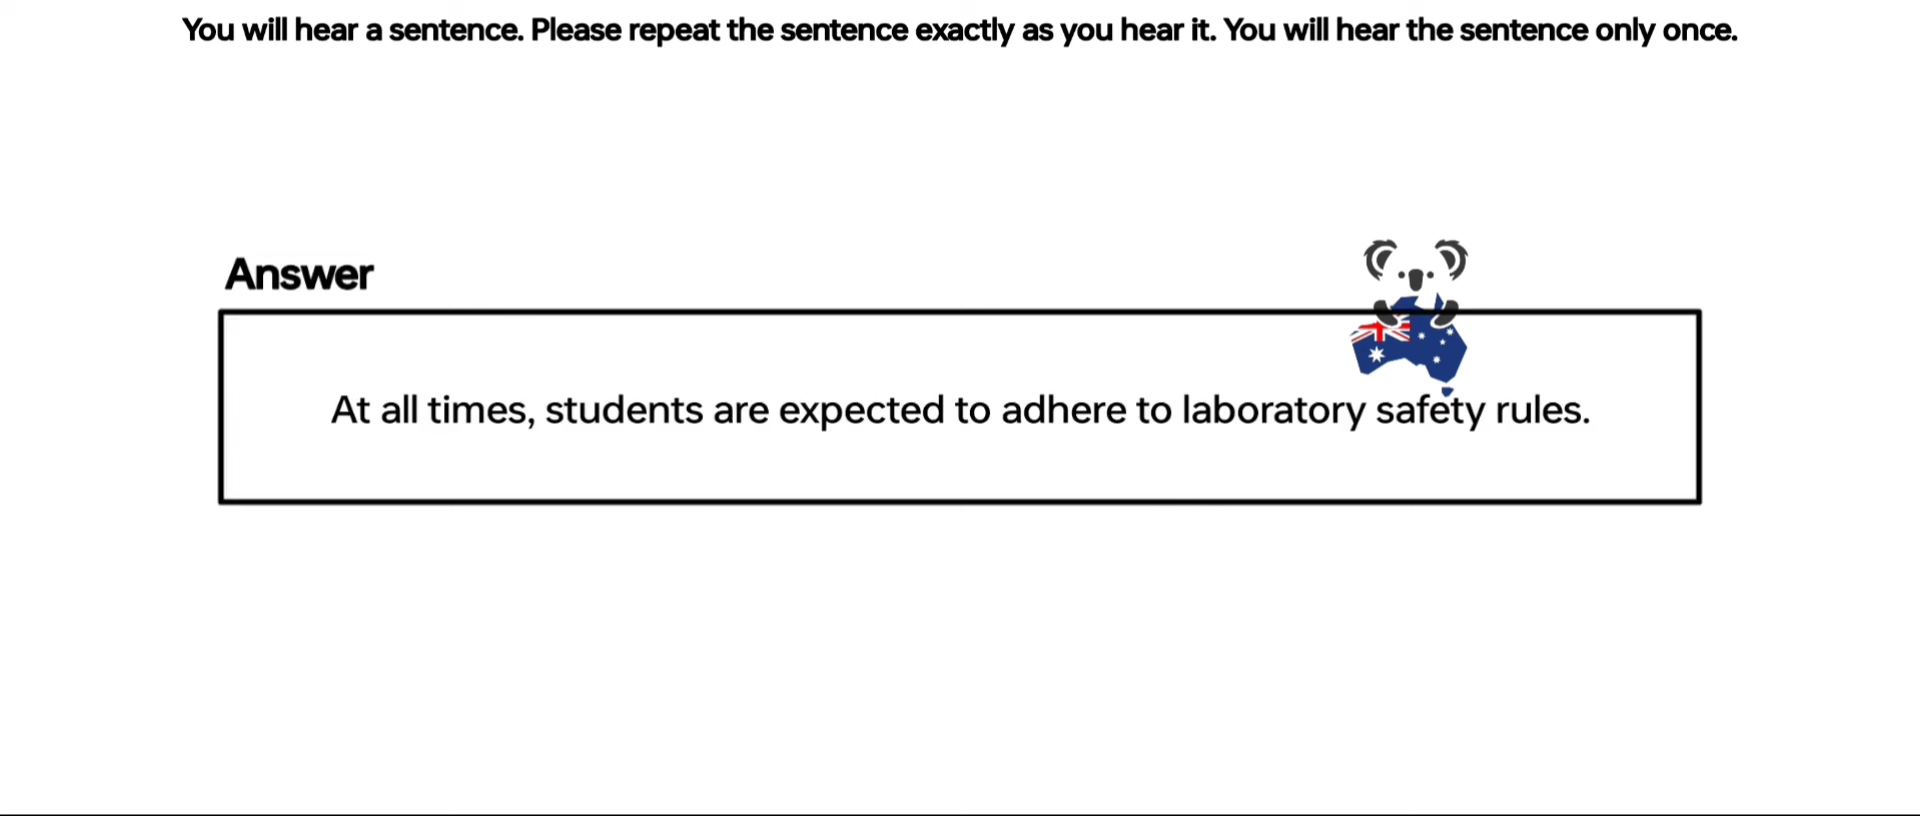 You will hear a sentence. Please repeat the sentence exactly as you hear it. You will hear the sentence only once.
Answer
At all times, students are expected to adhere to laboratory safety rules.